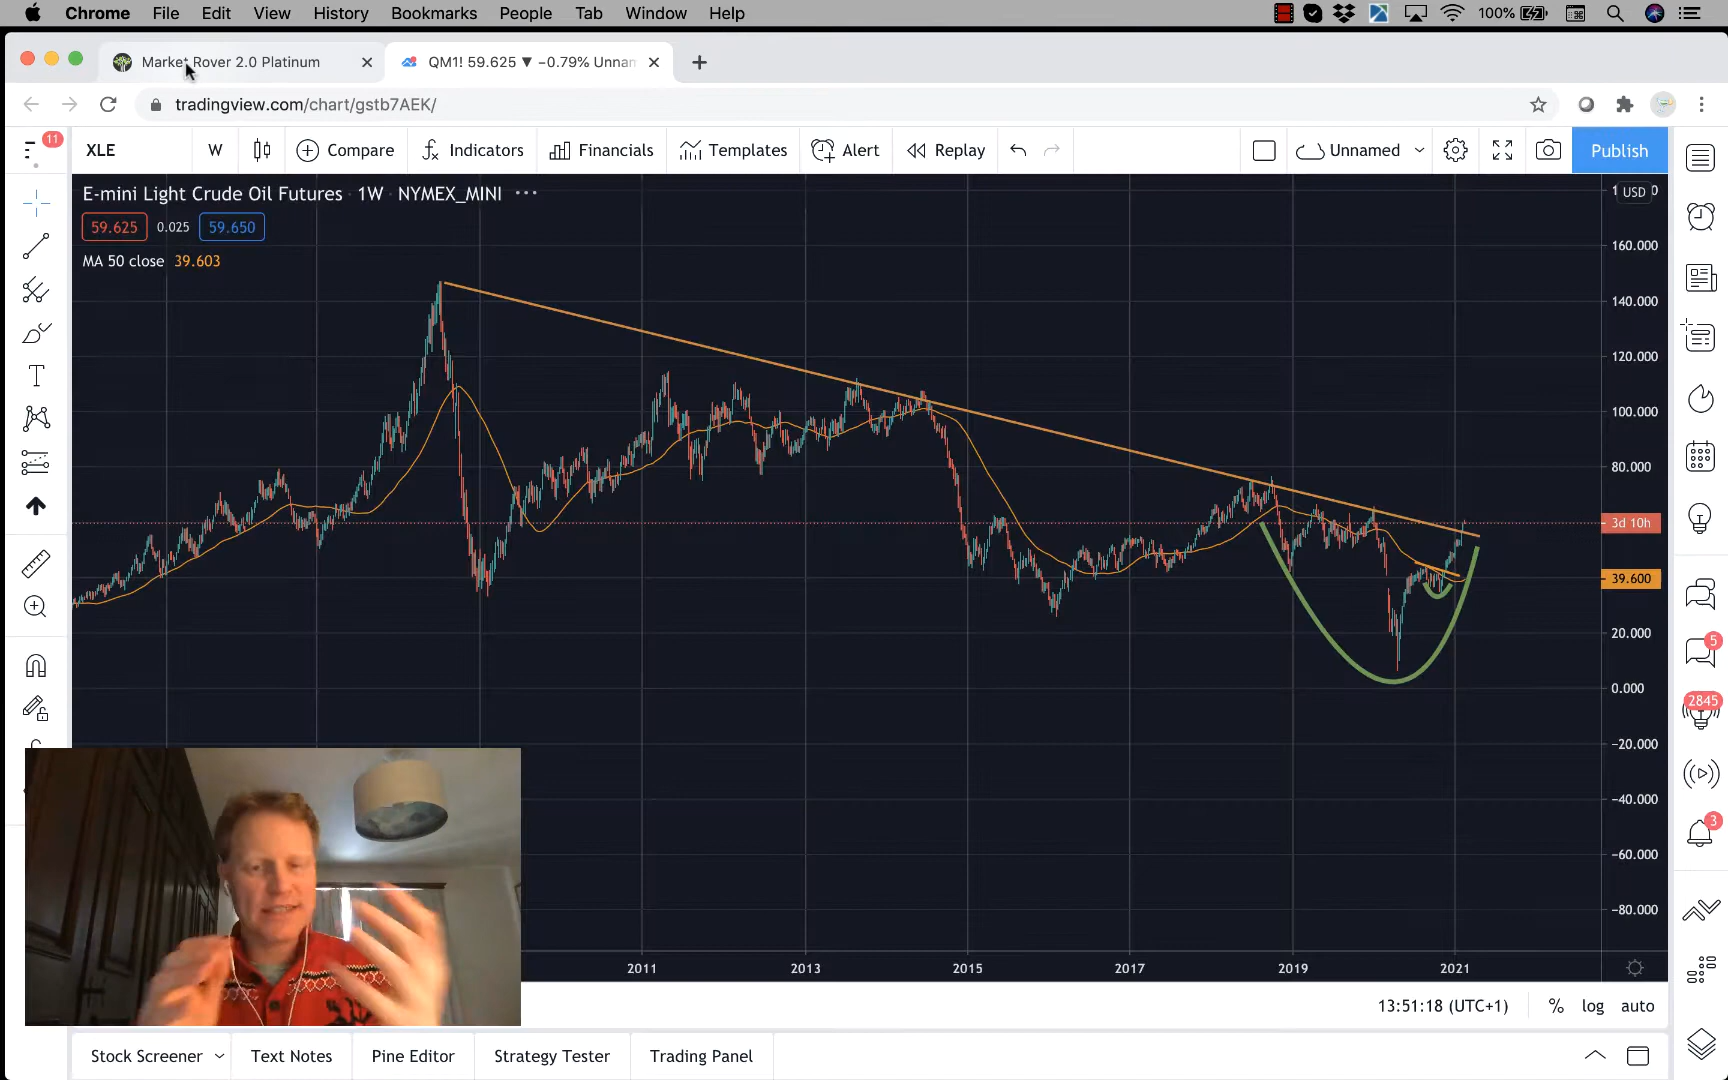 Chrome File Edit View History Bookmarks People Tab Window Help 100%
Market Rover 2.0 Platinum QM1! 59.625 ▼ −0.79% Unnam
tradingview.com/chart/gstb7AEK/
11 XLE W Compare Indicators Financials Templates Alert Replay Unnamed Publish
E-mini Light Crude Oil Futures · 1W · NYMEX_MINI ···
USD
59.625 0.025 59.650
MA 50 close 39.603
160.000
140.000
120.000
100.000
80.000
3d 10h
39.600
20.000
0.000
−20.000
−40.000
−60.000
−80.000
5
2845
3
2011 2013 2015 2017 2019 2021
13:51:18 (UTC+1) % log auto
Stock Screener Text Notes Pine Editor Strategy Tester Trading Panel